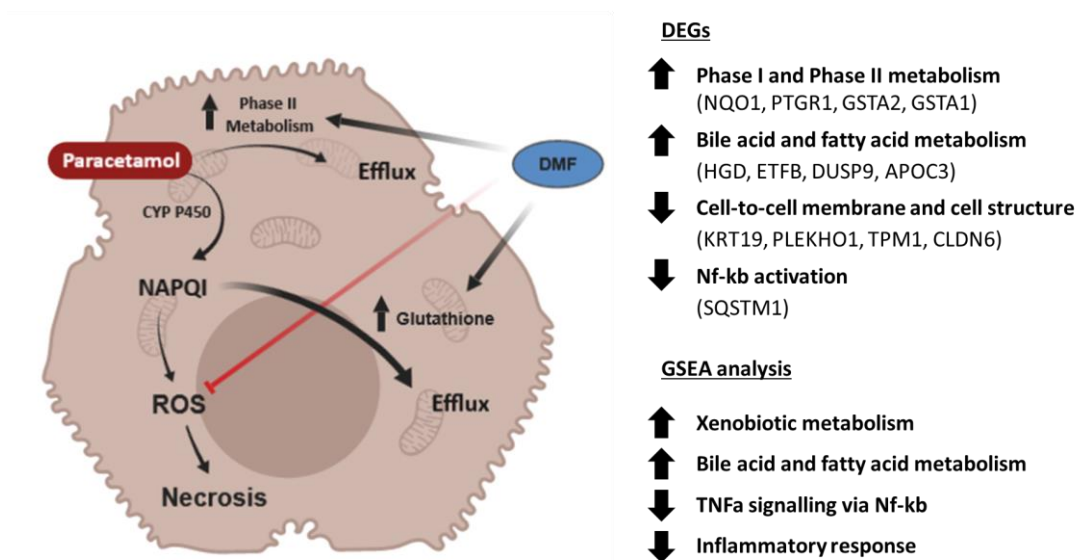 Phase II
Metabolism
Paracetamol
Efflux
DMF
CYP P450
NAPQI
Glutathione
ROS
Efflux
Necrosis
DEGs
Phase I and Phase II metabolism
(NQO1, PTGR1, GSTA2, GSTA1)
Bile acid and fatty acid metabolism
(HGD, ETFB, DUSP9, APOC3)
Cell-to-cell membrane and cell structure
(KRT19, PLEKHO1, TPM1, CLDN6)
Nf-kb activation
(SQSTM1)
GSEA analysis
Xenobiotic metabolism
Bile acid and fatty acid metabolism
TNFa signalling via Nf-kb
Inflammatory response